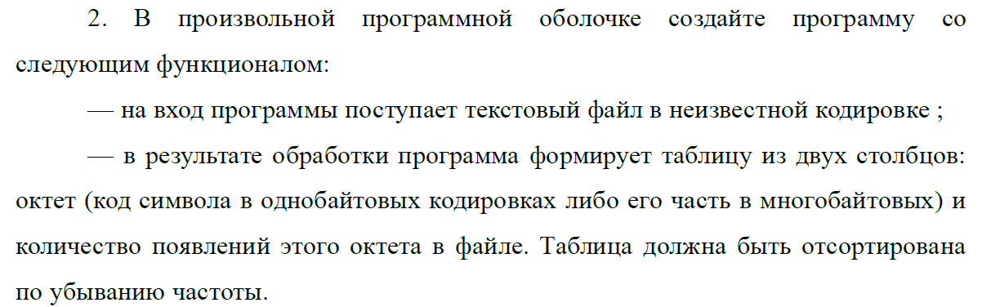 2. В произвольной программной оболочке создайте программу со
следующим функционалом:
— на вход программы поступает текстовый файл в неизвестной кодировке ;
— в результате обработки программа формирует таблицу из двух столбцов:
октет (код символа в однобайтовых кодировках либо его часть в многобайтовых) и
количество появлений этого октета в файле. Таблица должна быть отсортирована
по убыванию частоты.